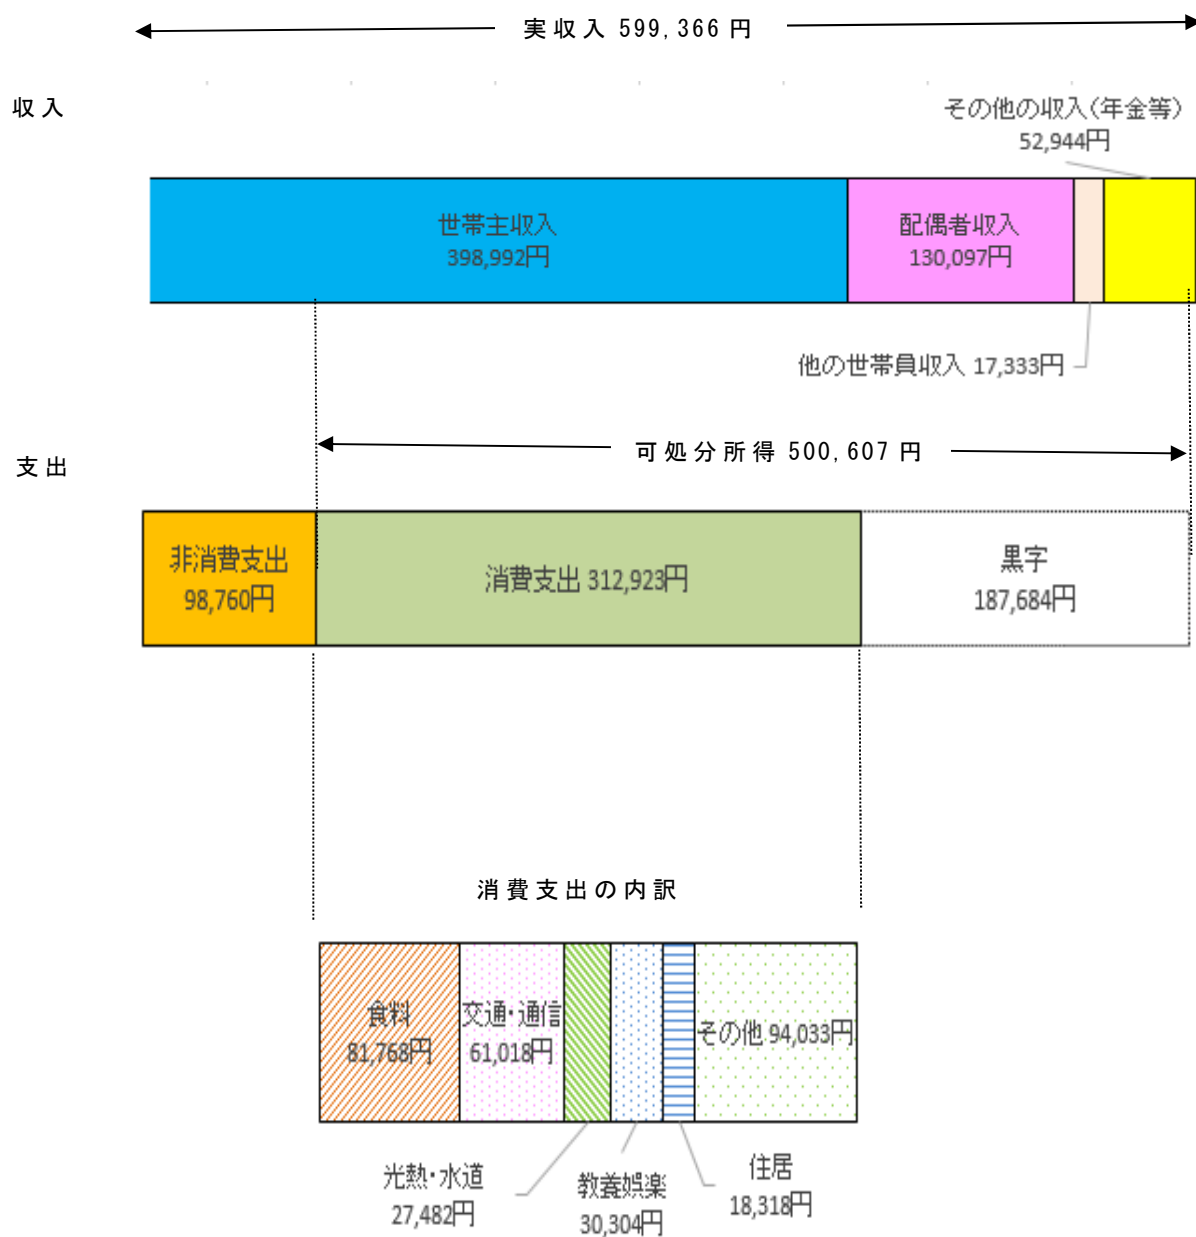 実収入 599,366 円
収入
その他の収入(年金等)
52,944円
世帯主収入
398,992円
配偶者収入
130,097円
他の世帯員収入 17,333円
可処分所得 500,607 円
支出
非消費支出
98,760円
消費支出 312,923円
黒字
187,684円
消費支出の内訳
食料
81,768円
交通・通信
61,018円
その他 94,033円
光熱・水道
27,482円
教養娯楽
30,304円
住居
18,318円